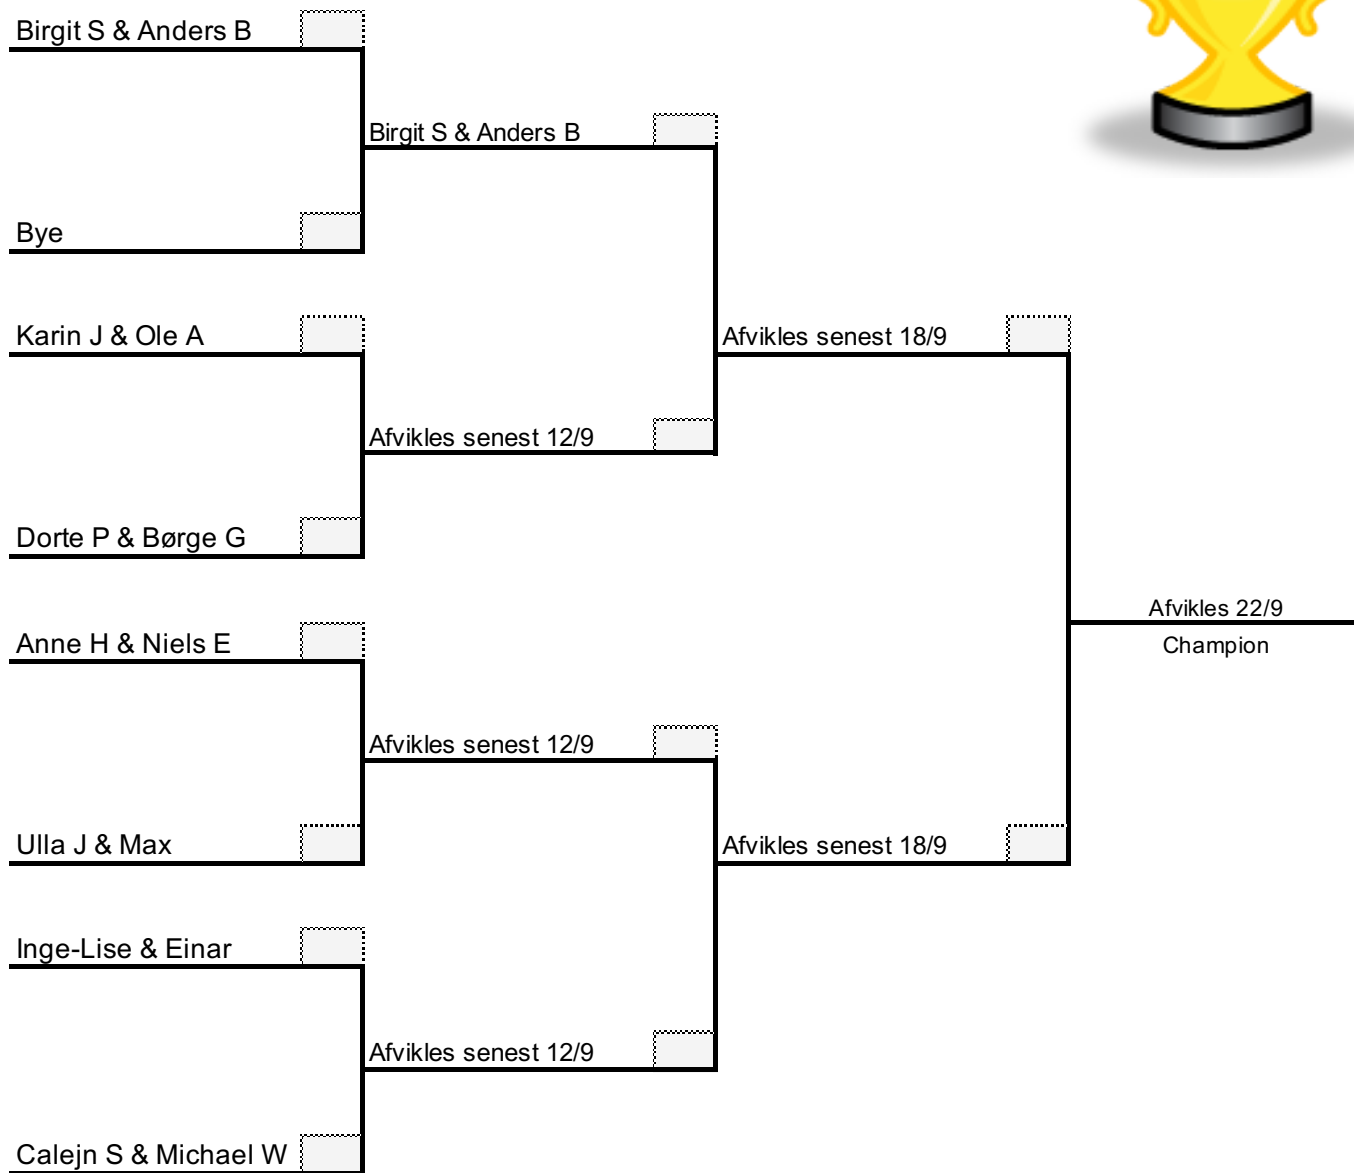 Birgit S & Anders B
Birgit S & Anders B
Bye
Karin J & Ole A
Afvikles senest 18/9
Afvikles senest 12/9
Dorte P & Børge G
Afvikles 22/9
Anne H & Niels E
Champion
Afvikles senest 12/9
Ulla J & Max
Afvikles senest 18/9
Inge-Lise & Einar
Afvikles senest 12/9
Calejn S & Michael W